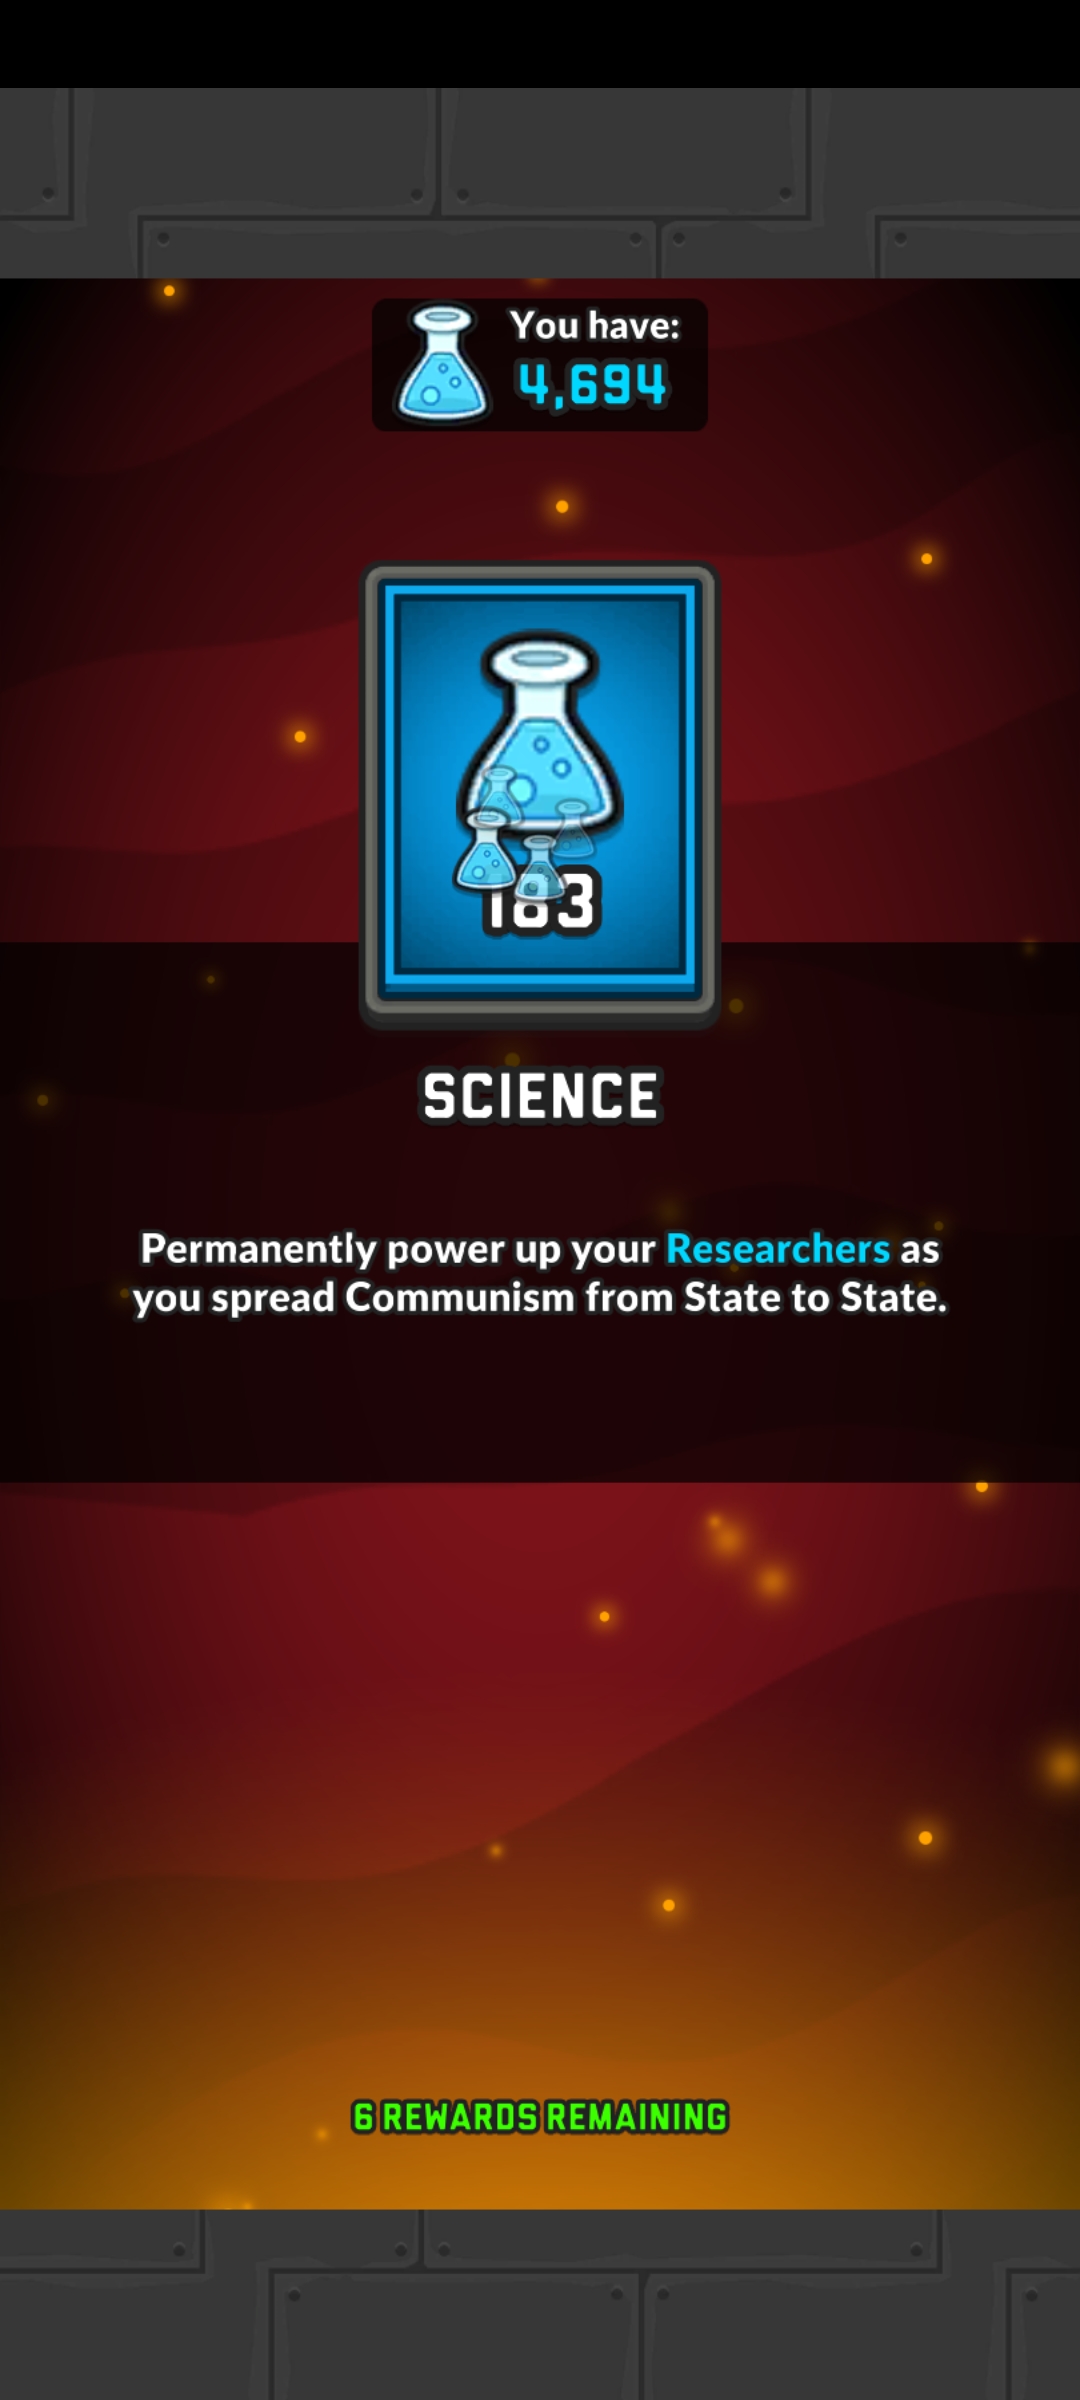 You have:
4,694
183
SCIENCE
Permanently power up your Researchers as
you spread Communism from State to State.
6 REWARDS REMAINING